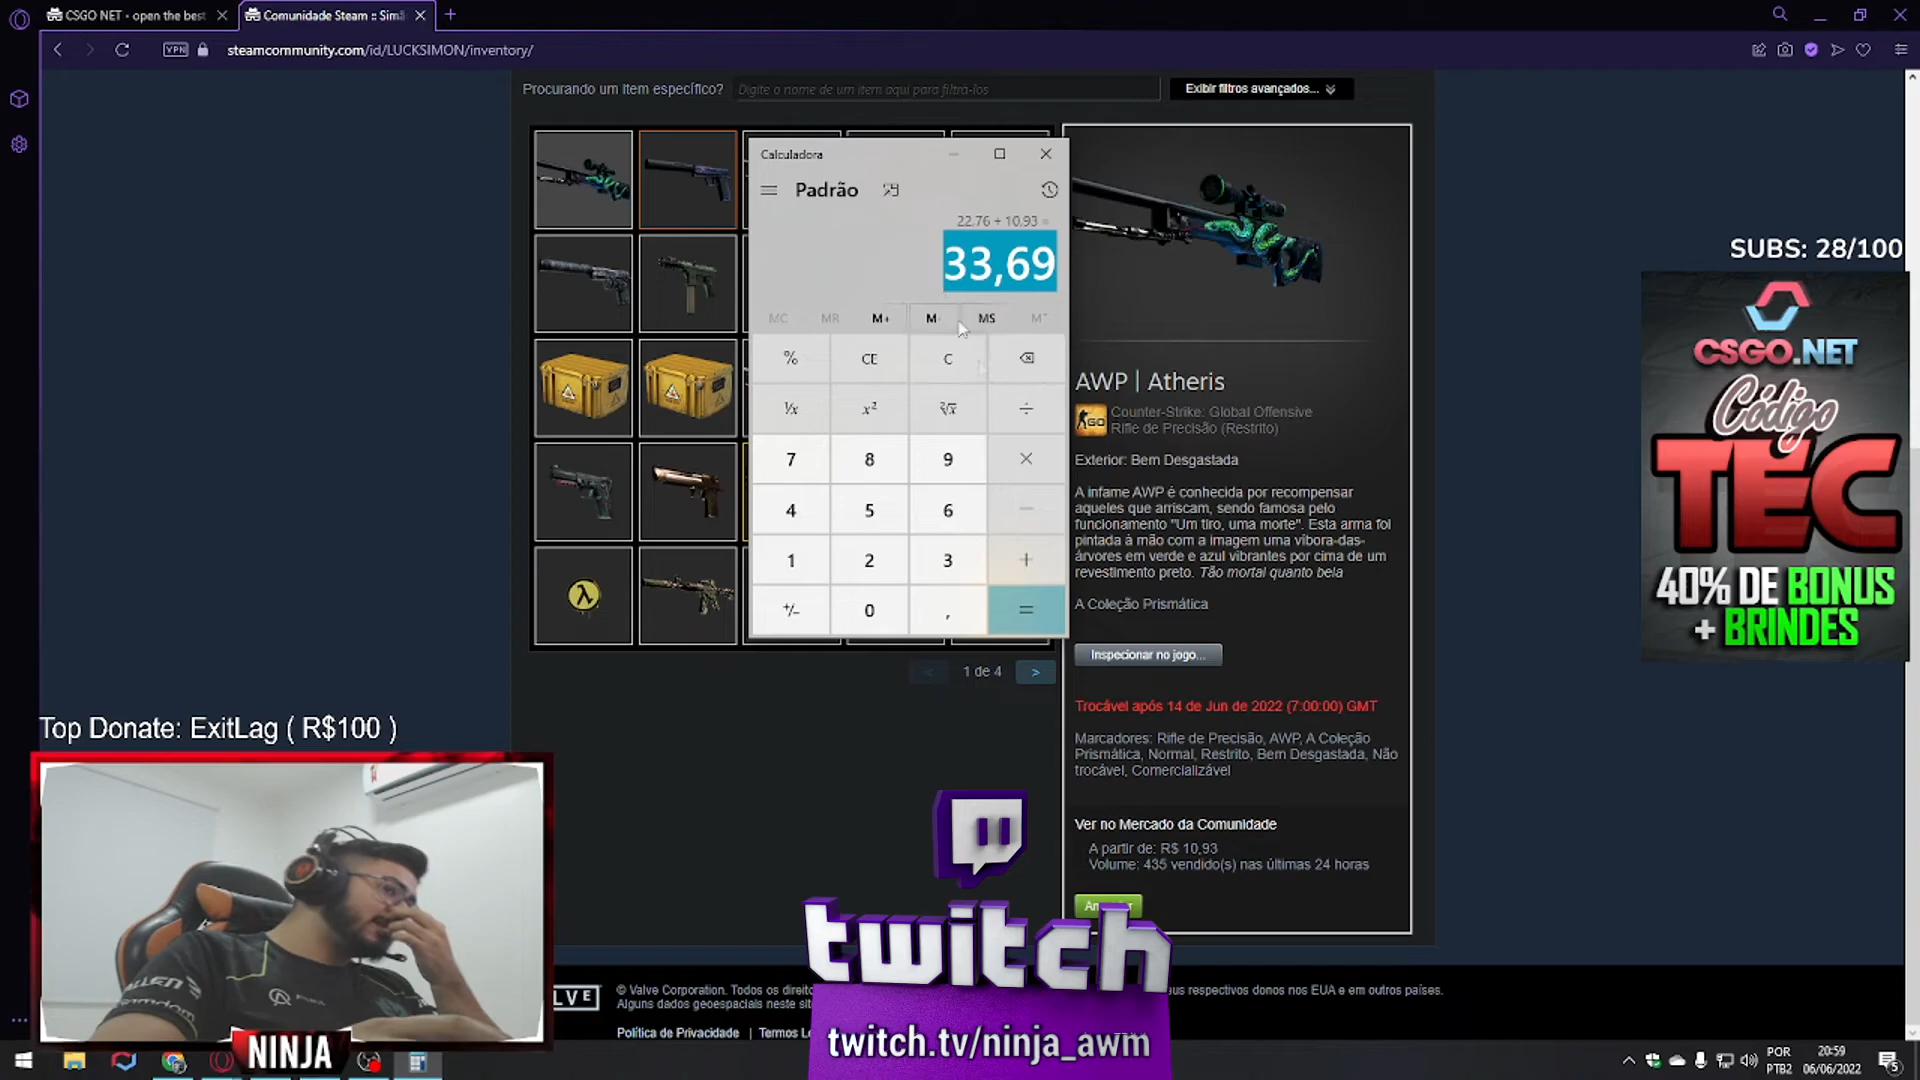 CSGO NET - open the best
Comunidade Steam :: Simã
VPN
steamcommunity.com/id/LUCKSIMON/inventory/
Procurando um item específico?
Digite o nome de um item aqui para filtrá-los
Exibir filtros avançados...
Calculadora
Padrão
22.76 + 10.93 =
33,69
MC MR M+ M- MS M˅
% CE C
¹/x x² ²√x ÷
7 8 9 ×
4 5 6 −
1 2 3 +
+/− 0 , =
1 de 4 >
AWP | Atheris
Counter-Strike: Global Offensive
Rifle de Precisão (Restrito)
Exterior: Bem Desgastada
A infame AWP é conhecida por recompensar
aqueles que arriscam, sendo famosa pelo
funcionamento "Um tiro, uma morte". Esta arma foi
pintada à mão com a imagem uma víbora-das-
árvores em verde e azul vibrantes por cima de um
revestimento preto. Tão mortal quanto bela
A Coleção Prismática
Inspecionar no jogo...
Trocável após 14 de Jun de 2022 (7:00:00) GMT
Marcadores: Rifle de Precisão, AWP, A Coleção
Prismática, Normal, Restrito, Bem Desgastada, Não
trocável, Comercializável
Ver no Mercado da Comunidade
A partir de: R$ 10,93
Volume: 435 vendido(s) nas últimas 24 horas
SUBS: 28/100
CSGO.NET
Código
TEC
40% DE BONUS
+ BRINDES
Top Donate: ExitLag ( R$100 )
NINJA
twitch
twitch.tv/ninja_awm
© Valve Corporation. Todos os
us respectivos donos nos EUA e em outros países.
Alguns dados geoespaciais neste
Política de Privacidade | Termos
POR
PTB2
20:59
06/06/2022
5